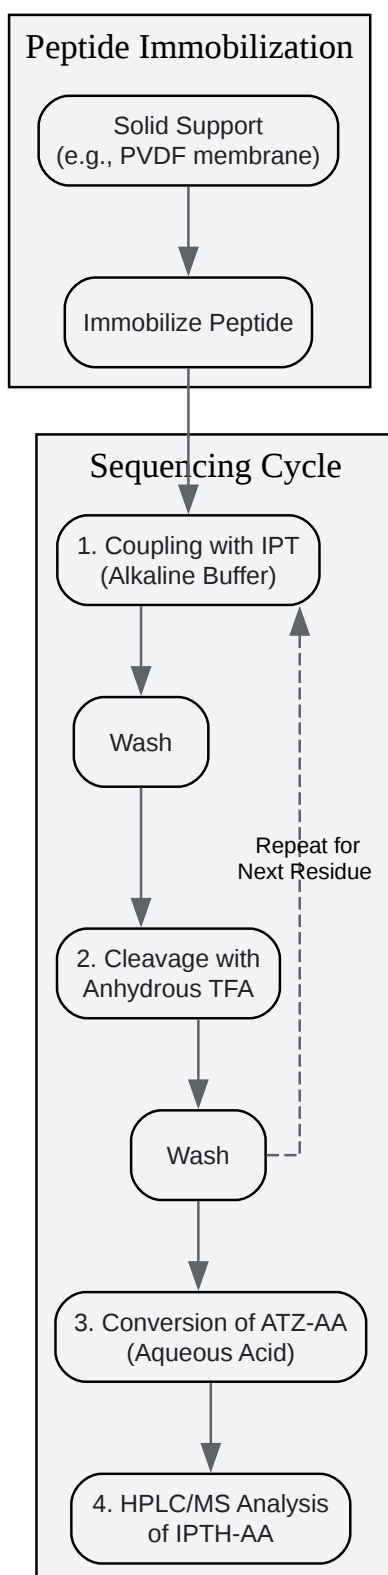 Peptide Immobilization
Solid Support
(e.g., PVDF membrane)
Immobilize Peptide
Sequencing Cycle
1. Coupling with IPT
(Alkaline Buffer)
Wash
Repeat for
Next Residue
2. Cleavage with
Anhydrous TFA
Wash
3. Conversion of ATZ-AA
(Aqueous Acid)
4. HPLC/MS Analysis
of IPTH-AA